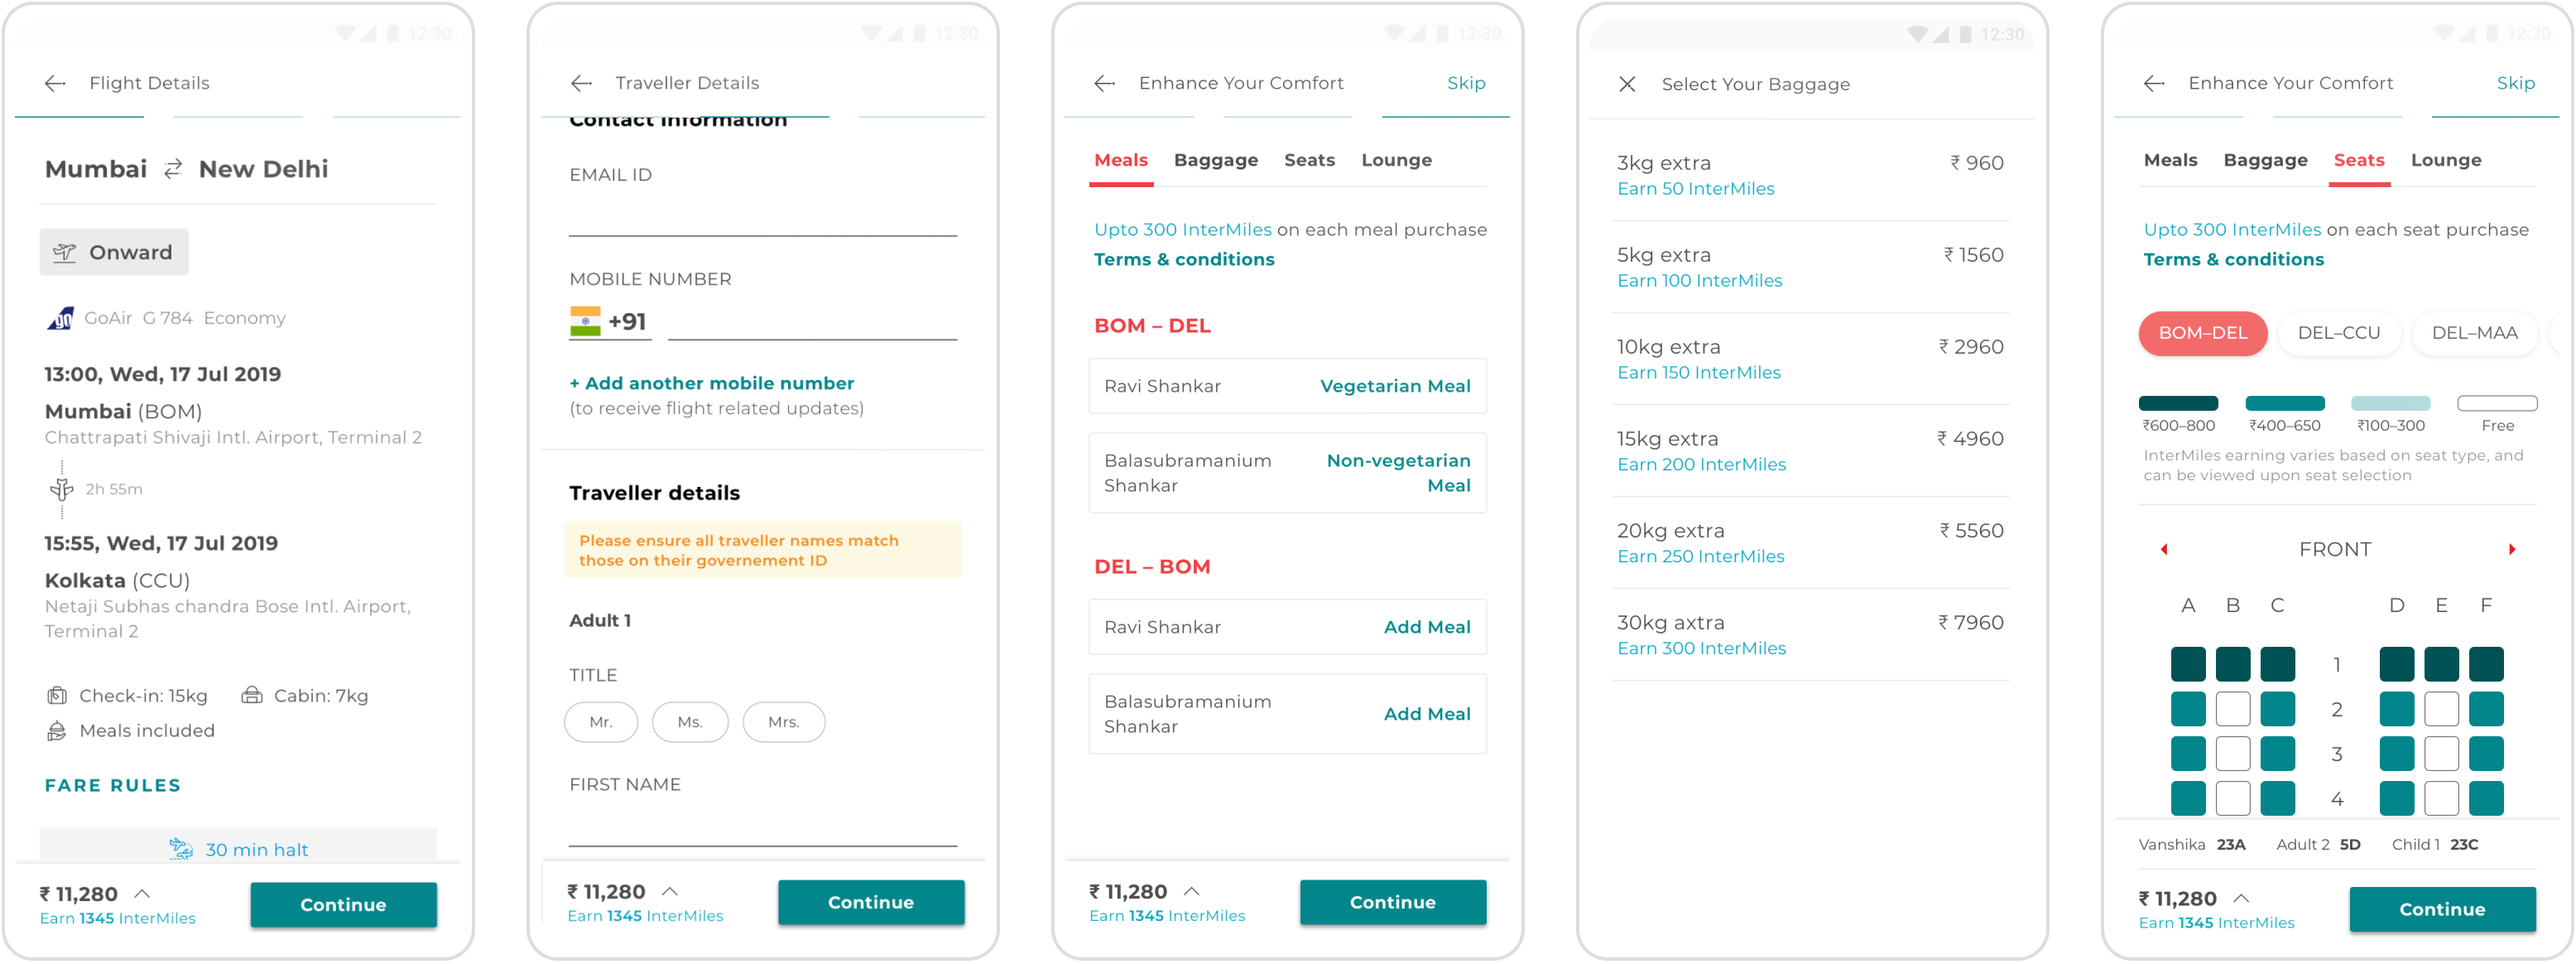 12:30
Flight Details
Mumbai New Delhi
Onward
go GoAir G 784 Economy
13:00, Wed, 17 Jul 2019
Mumbai (BOM)
Chattrapati Shivaji Intl. Airport, Terminal 2
2h 55m
15:55, Wed, 17 Jul 2019
Kolkata (CCU)
Netaji Subhas chandra Bose Intl. Airport,
Terminal 2
Check-in: 15kg Cabin: 7kg
Meals included
FARE RULES
30 min halt
₹ 11,280
Earn 1345 InterMiles
Continue
12:30
Traveller Details
Contact Information
EMAIL ID
MOBILE NUMBER
+91
+ Add another mobile number
(to receive flight related updates)
Traveller details
Please ensure all traveller names match
those on their governement ID
Adult 1
TITLE
Mr. Ms. Mrs.
FIRST NAME
₹ 11,280
Earn 1345 InterMiles
Continue
12:30
Enhance Your Comfort Skip
Meals Baggage Seats Lounge
Upto 300 InterMiles on each meal purchase
Terms & conditions
BOM – DEL
Ravi Shankar Vegetarian Meal
Balasubramanium Non-vegetarian
Shankar Meal
DEL – BOM
Ravi Shankar Add Meal
Balasubramanium
Shankar Add Meal
₹ 11,280
Earn 1345 InterMiles
Continue
12:30
Select Your Baggage
3kg extra ₹ 960
Earn 50 InterMiles
5kg extra ₹ 1560
Earn 100 InterMiles
10kg extra ₹ 2960
Earn 150 InterMiles
15kg extra ₹ 4960
Earn 200 InterMiles
20kg extra ₹ 5560
Earn 250 InterMiles
30kg axtra ₹ 7960
Earn 300 InterMiles
12:30
Enhance Your Comfort Skip
Meals Baggage Seats Lounge
Upto 300 InterMiles on each seat purchase
Terms & conditions
BOM–DEL DEL–CCU DEL–MAA
₹600–800 ₹400–650 ₹100–300 Free
InterMiles earning varies based on seat type, and
can be viewed upon seat selection
FRONT
A B C D E F
1
2
3
4
Vanshika 23A Adult 2 5D Child 1 23C
₹ 11,280
Earn 1345 InterMiles
Continue